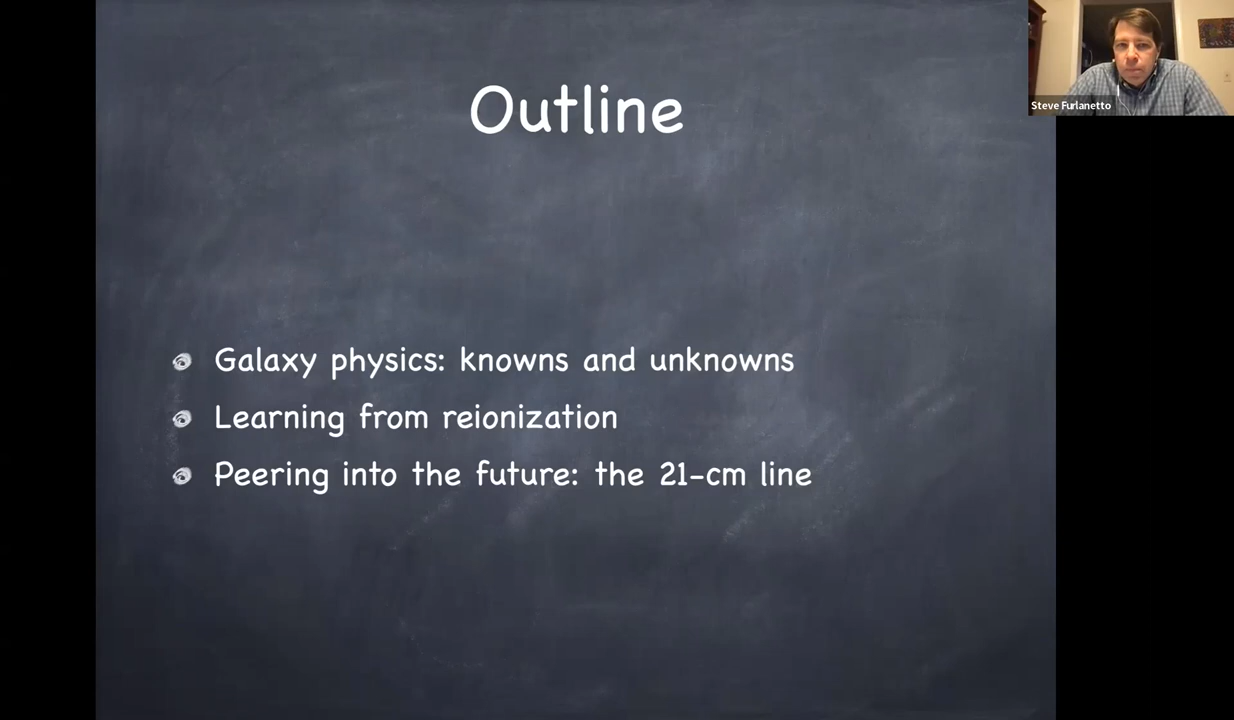 Outline
Steve Furlanetto
Galaxy physics: knowns and unknowns
Learning from reionization
Peering into the future: the 21-cm line